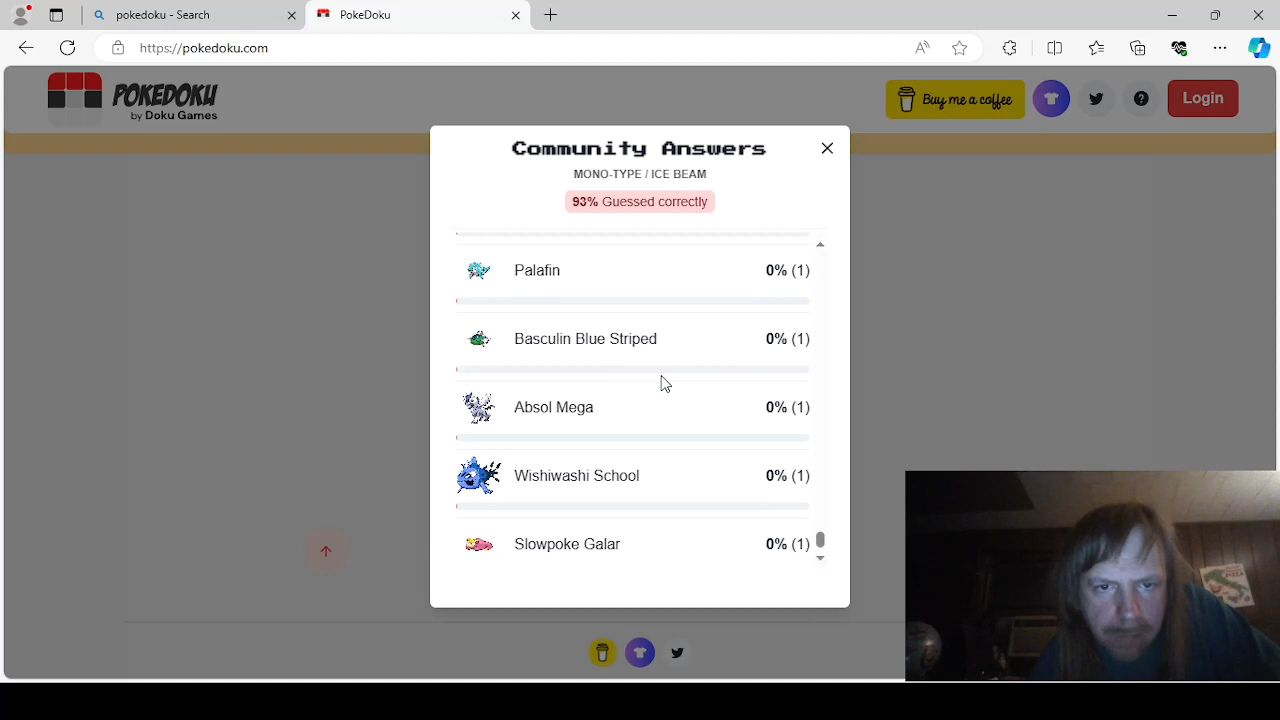 pokedoku - Search
PokeDoku
https://pokedoku.com
POKEDOKU
by Doku Games
Buy me a coffee
Login
Community Answers
MONO-TYPE / ICE BEAM
93% Guessed correctly
Palafin 0% (1)
Basculin Blue Striped 0% (1)
Absol Mega 0% (1)
Wishiwashi School 0% (1)
Slowpoke Galar 0% (1)
PIZZA